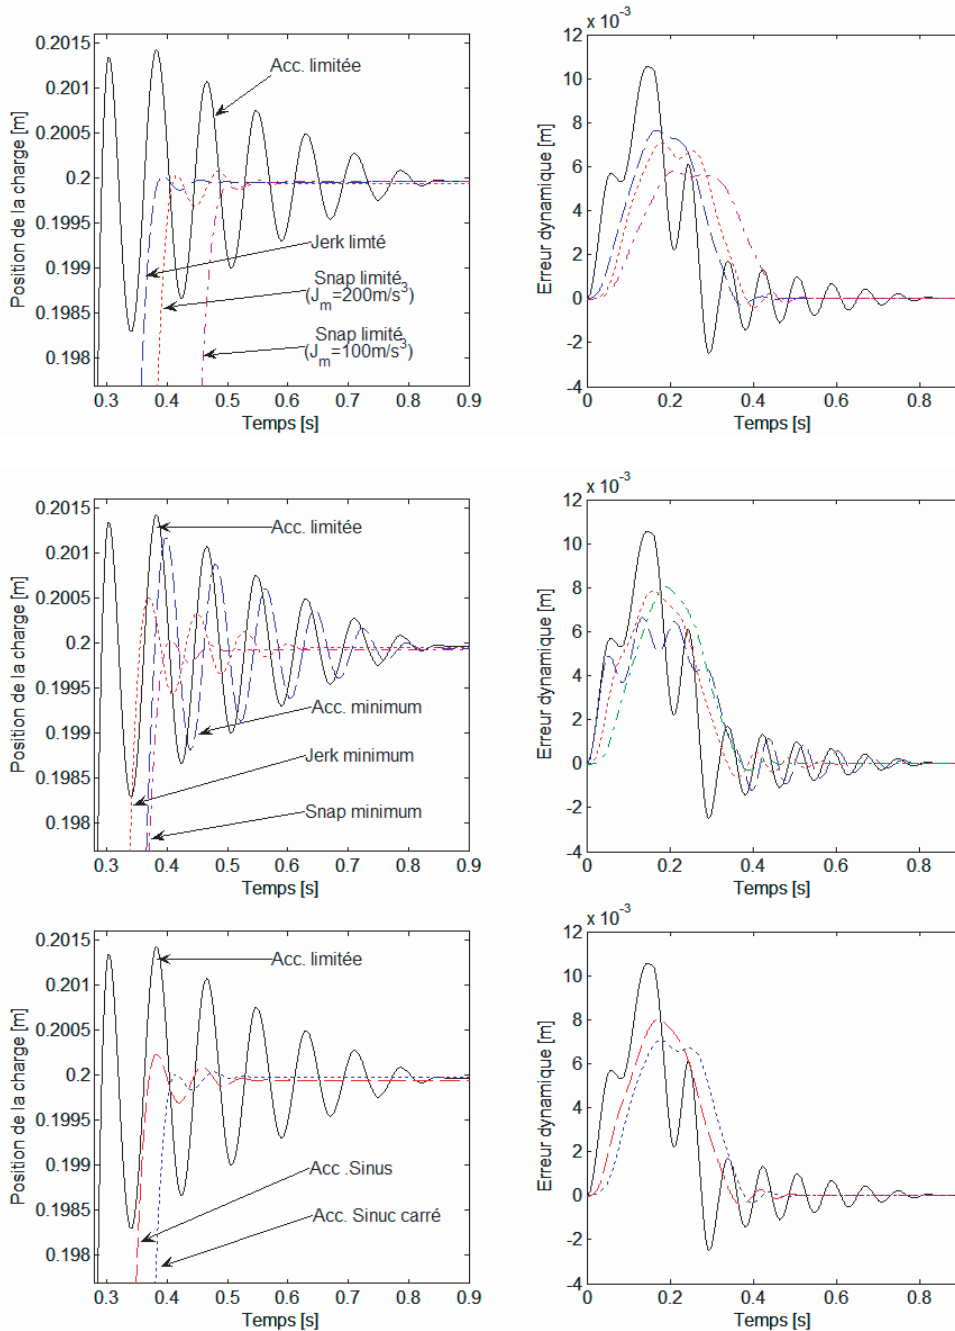 0.2015
0.201
0.2005
0.2
0.1995
0.199
0.1985
0.198
Position de la charge [m]
Acc. limitée
Jerk limté
Snap limité
(J_m=200m/s³)
Snap limité
(J_m=100m/s³)
0.3 0.4 0.5 0.6 0.7 0.8 0.9
Temps [s]
x 10⁻³
12
10
8
6
4
2
0
-2
-4
Erreur dynamique [m]
0 0.2 0.4 0.6 0.8
Temps [s]
0.2015
0.201
0.2005
0.2
0.1995
0.199
0.1985
0.198
Position de la charge [m]
Acc. limitée
Acc. minimum
Jerk minimum
Snap minimum
0.3 0.4 0.5 0.6 0.7 0.8 0.9
Temps [s]
x 10⁻³
12
10
8
6
4
2
0
-2
-4
Erreur dynamique [m]
0 0.2 0.4 0.6 0.8
Temps [s]
0.2015
0.201
0.2005
0.2
0.1995
0.199
0.1985
0.198
Position de la charge [m]
Acc. limitée
Acc .Sinus
Acc. Sinuc carré
0.3 0.4 0.5 0.6 0.7 0.8 0.9
Temps [s]
x 10⁻³
12
10
8
6
4
2
0
-2
-4
Erreur dynamique [m]
0 0.2 0.4 0.6 0.8
Temps [s]